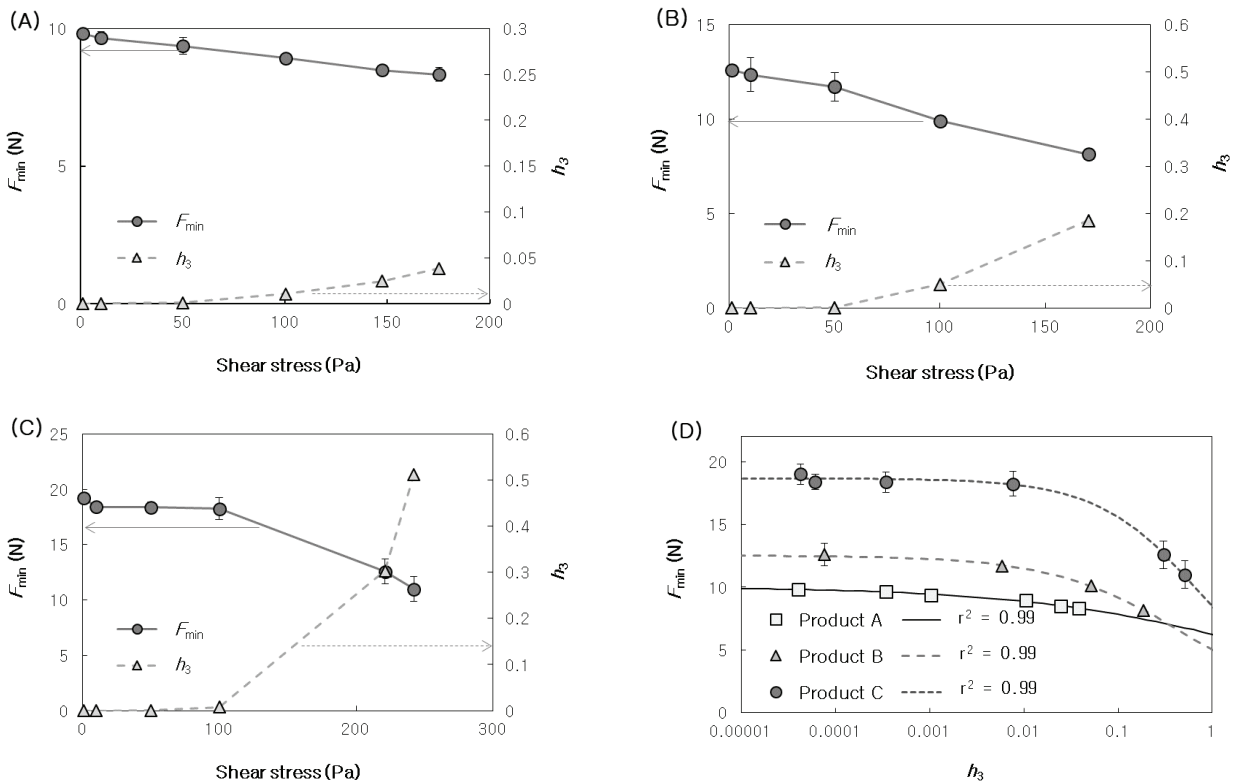 (A)
10
5
0
0.3
0.25
0.2
0.15
0.1
0.05
0
0 50 100 150 200
F min (N)
h3
Fmin
h3
Shear stress (Pa)
(B)
15
10
5
0
0.6
0.5
0.4
0.3
0.2
0.1
0
0 50 100 150 200
Fmin (N)
h3
Fmin
h3
Shear stress (Pa)
(C)
25
20
15
10
5
0
0.6
0.5
0.4
0.3
0.2
0.1
0
0 100 200 300
Fmin (N)
h3
Fmin
h3
Shear stress (Pa)
(D)
20
15
10
5
0
0.00001 0.0001 0.001 0.01 0.1 1
Fmin (N)
Product A r2 = 0.99
Product B r2 = 0.99
Product C r2 = 0.99
h3